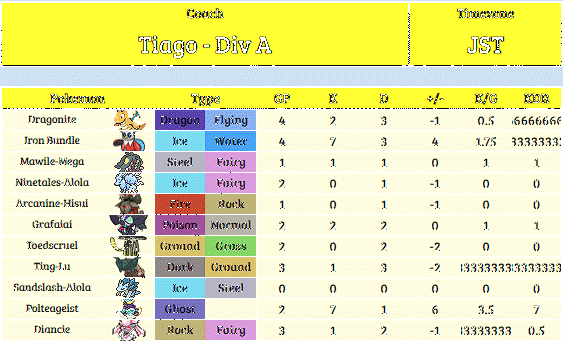 Coach Timezone
Tiago - Div A JST
Pokemon Type GP K D +/- K/G KDR
Dragonite Dragon Flying 4 2 3 -1 0.5
Iron Bundle Ice Water 4 7 3 4 1.75
Mawile-Mega Steel Fairy 1 1 1 0 1 1
Ninetales-Alola Ice Fairy 2 0 1 -1 0 0
Arcanine-Hisui Fire Rock 1 0 1 -1 0 0
Grafaiai Poison Normal 2 2 2 0 1 1
Toedscruel Ground Grass 2 0 2 -2 0 0
Ting-Lu Dark Ground 3 1 3 -2
Sandslash-Alola Ice Steel 0 0 0 0 0 0
Polteageist Ghost 2 7 1 6 3.5 7
Diancie Rock Fairy 3 1 2 -1 0.5